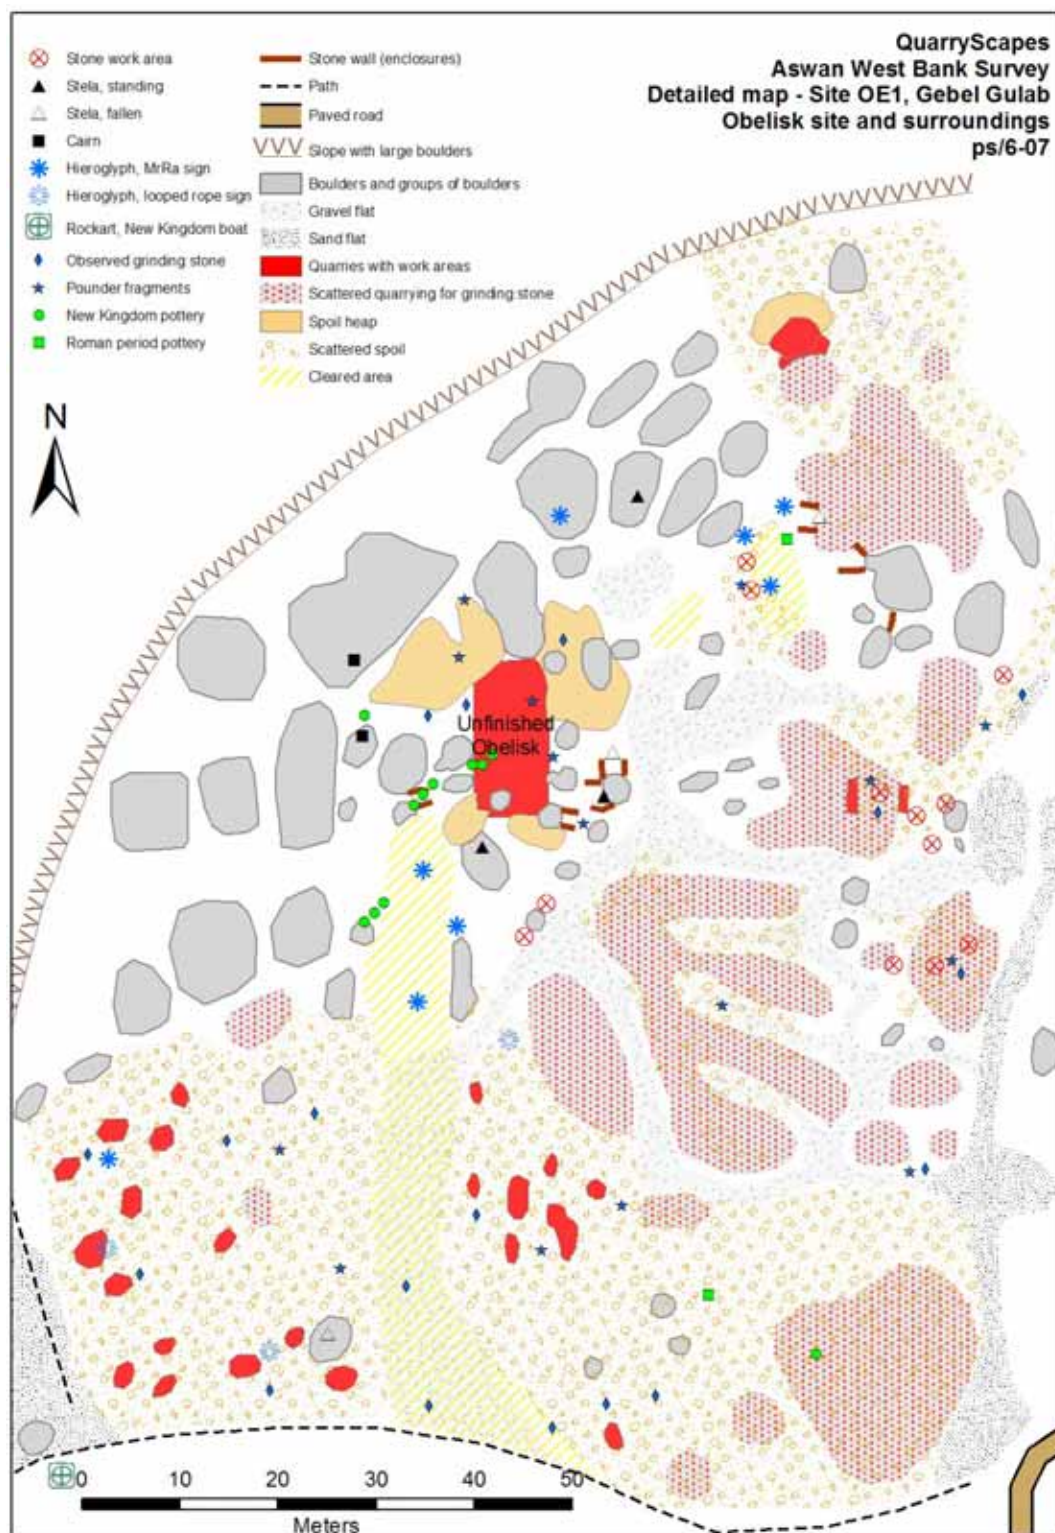 QuarryScapes
Aswan West Bank Survey
Detailed map - Site OE1, Gebel Gulab
Obelisk site and surroundings
ps/6-07
Stone work area
Stela, standing
Stela, fallen
Cairn
Hieroglyph, MrRa sign
Hieroglyph, looped rope sign
Rockart, New Kingdom boat
Observed grinding stone
Pounder fragments
New Kingdom pottery
Roman period pottery
Stone wall (enclosures)
Path
Paved road
Slope with large boulders
Boulders and groups of boulders
Gravel flat
Sand flat
Quarries with work areas
Scattered quarrying for grinding stone
Spoil heap
Scattered spoil
Cleared area
N
Unfinished
Obelisk
0 10 20 30 40 50
Meters